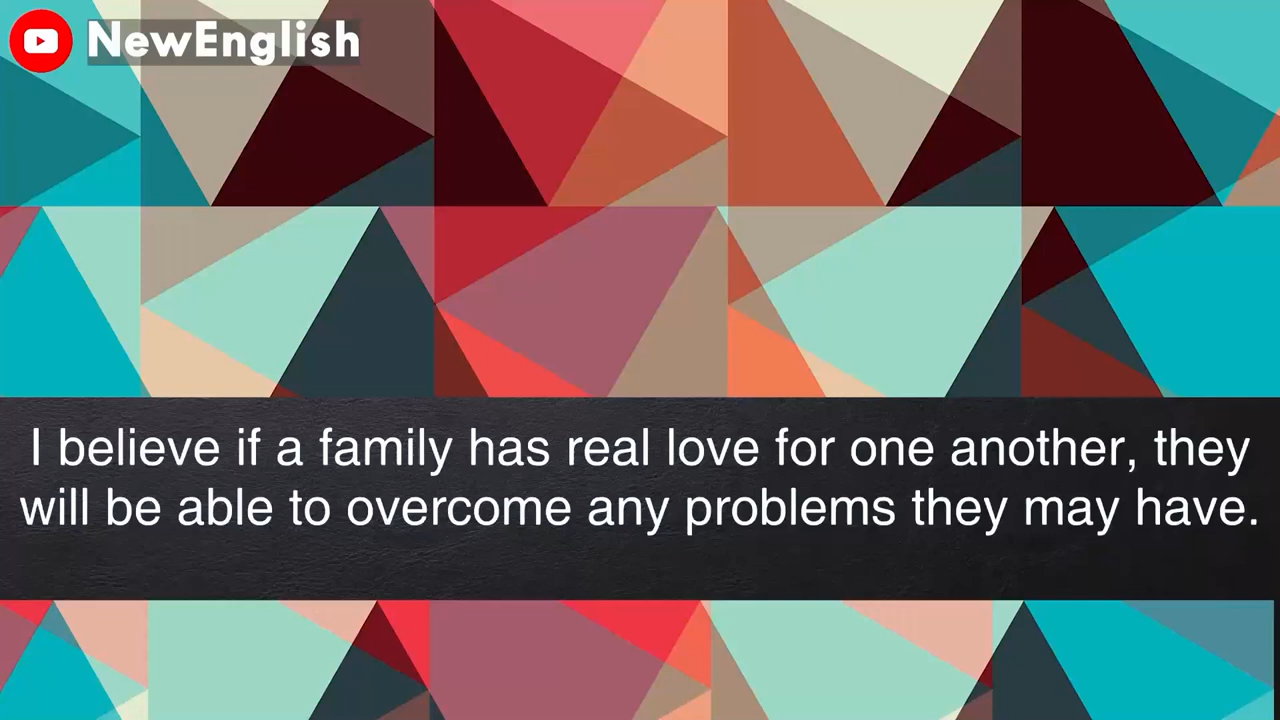 NewEnglish
I believe if a family has real love for one another, they
will be able to overcome any problems they may have.